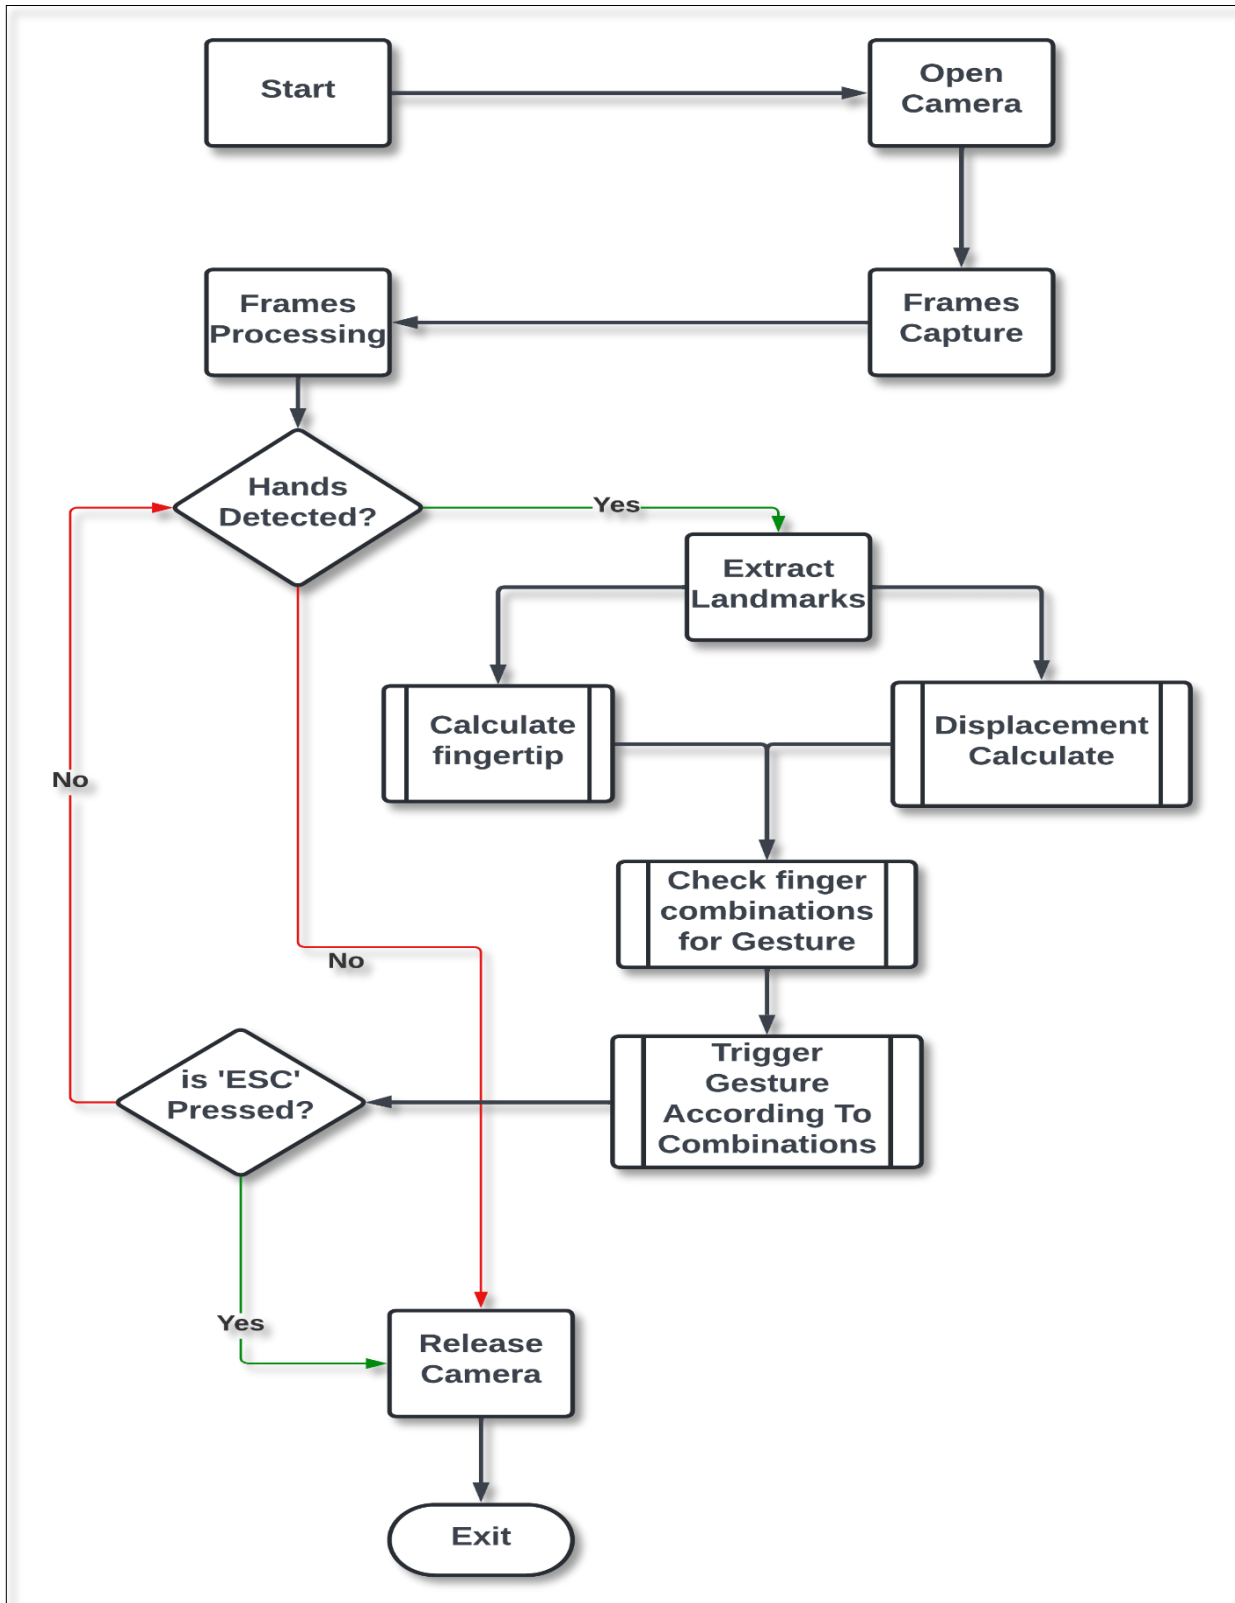 Start
Open
Camera
Frames
Processing
Frames
Capture
Hands
Detected?
Yes
Extract
Landmarks
Calculate
fingertip
Displacement
Calculate
No
Check finger
combinations
for Gesture
No
is 'ESC'
Pressed?
Trigger
Gesture
According To
Combinations
Yes
Release
Camera
Exit